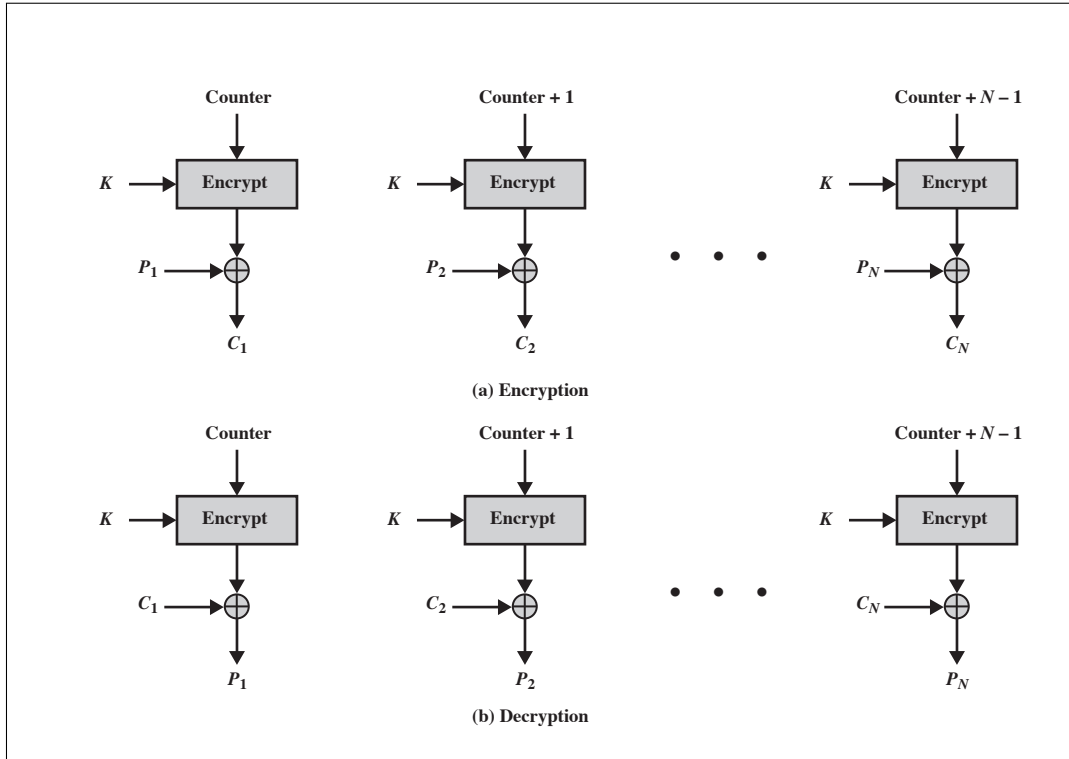 Counter Counter + 1 Counter + N – 1
K Encrypt K Encrypt K Encrypt
P1 P2 PN
C1 C2 CN
(a) Encryption
Counter Counter + 1 Counter + N – 1
K Encrypt K Encrypt K Encrypt
C1 C2 CN
P1 P2 PN
(b) Decryption